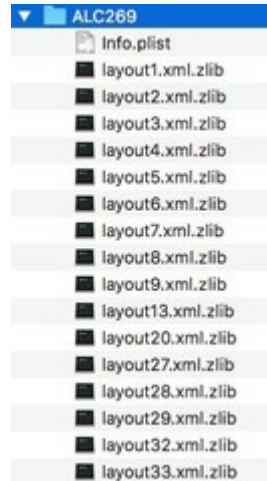 ALC269
Info.plist
layout1.xml.zlib
layout2.xml.zlib
layout3.xml.zlib
layout4.xml.zlib
layout5.xml.zlib
layout6.xml.zlib
layout7.xml.zlib
layout8.xml.zlib
layout9.xml.zlib
layout13.xml.zlib
layout20.xml.zlib
layout27.xml.zlib
layout28.xml.zlib
layout29.xml.zlib
layout32.xml.zlib
layout33.xml.zlib